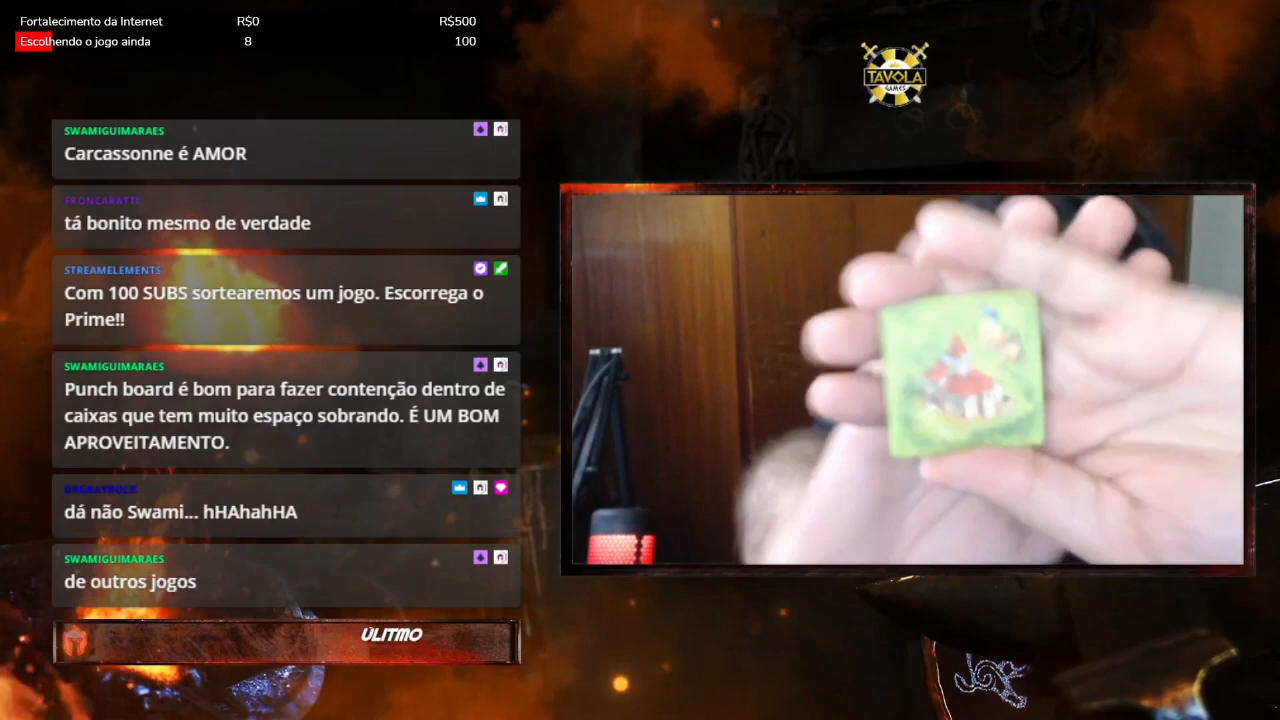 Fortalecimento da Internet R$0 R$500
Escolhendo o jogo ainda 8 100
TAVOLA
GAMES
SWAMIGUIMARAES
Carcassonne é AMOR
FRONCARATTI
tá bonito mesmo de verdade
STREAMELEMENTS
Com 100 SUBS sortearemos um jogo. Escorrega o
Prime!!
SWAMIGUIMARAES
Punch board é bom para fazer contenção dentro de
caixas que tem muito espaço sobrando. É UM BOM
APROVEITAMENTO.
dá não Swami... hHAhahHA
SWAMIGUIMARAES
de outros jogos
ÚLITMO